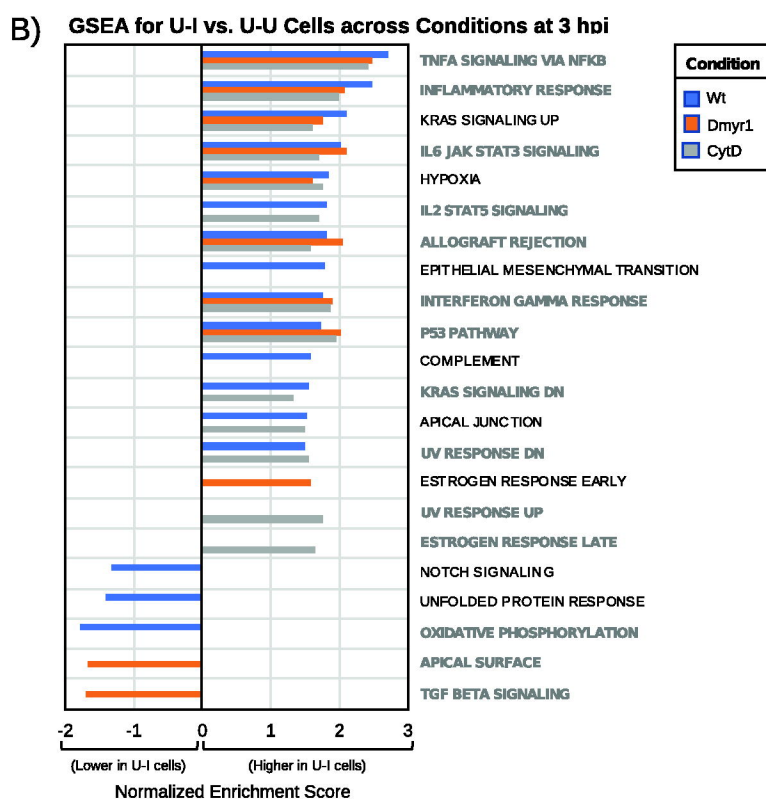 B)
GSEA for U-I vs. U-U Cells across Conditions at 3 hpi
TNFA SIGNALING VIA NFKB
INFLAMMATORY RESPONSE
KRAS SIGNALING UP
IL6 JAK STAT3 SIGNALING
HYPOXIA
IL2 STAT5 SIGNALING
ALLOGRAFT REJECTION
EPITHELIAL MESENCHYMAL TRANSITION
INTERFERON GAMMA RESPONSE
P53 PATHWAY
COMPLEMENT
KRAS SIGNALING DN
APICAL JUNCTION
UV RESPONSE DN
ESTROGEN RESPONSE EARLY
UV RESPONSE UP
ESTROGEN RESPONSE LATE
NOTCH SIGNALING
UNFOLDED PROTEIN RESPONSE
OXIDATIVE PHOSPHORYLATION
APICAL SURFACE
TGF BETA SIGNALING
Condition
Wt
Dmyr1
CytD
-2 -1 0 1 2 3
(Lower in U-I cells) (Higher in U-I cells)
Normalized Enrichment Score